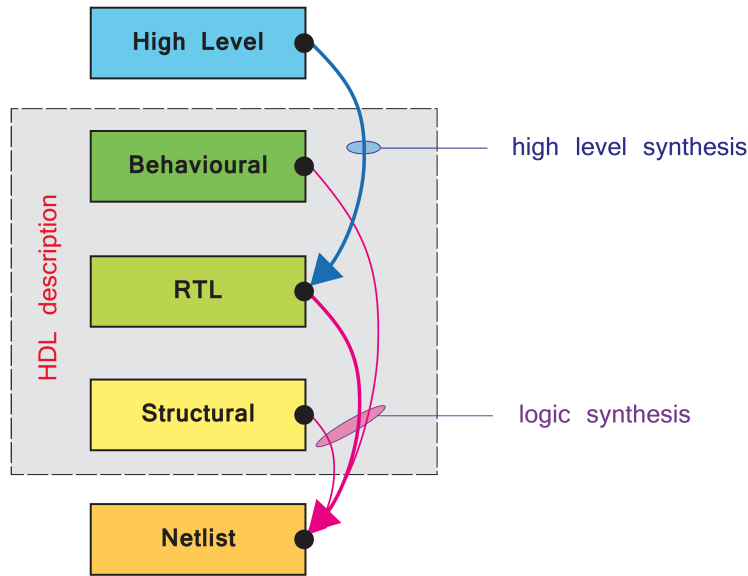 High Level
high level synthesis
Behavioural
HDL description
RTL
Structural
logic synthesis
Netlist